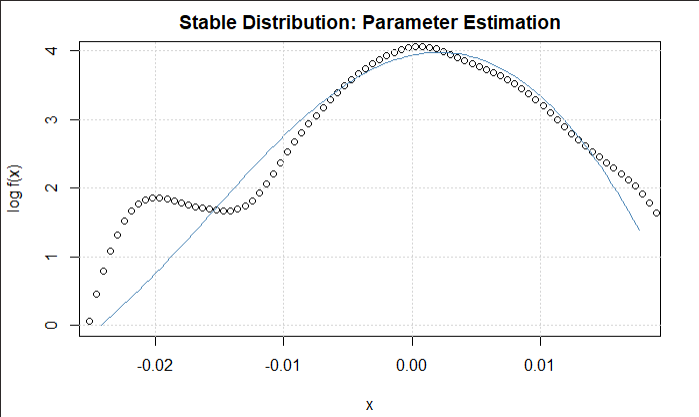 Stable Distribution: Parameter Estimation
log f(x)
4
3
2
1
0
-0.02 -0.01 0.00 0.01
x